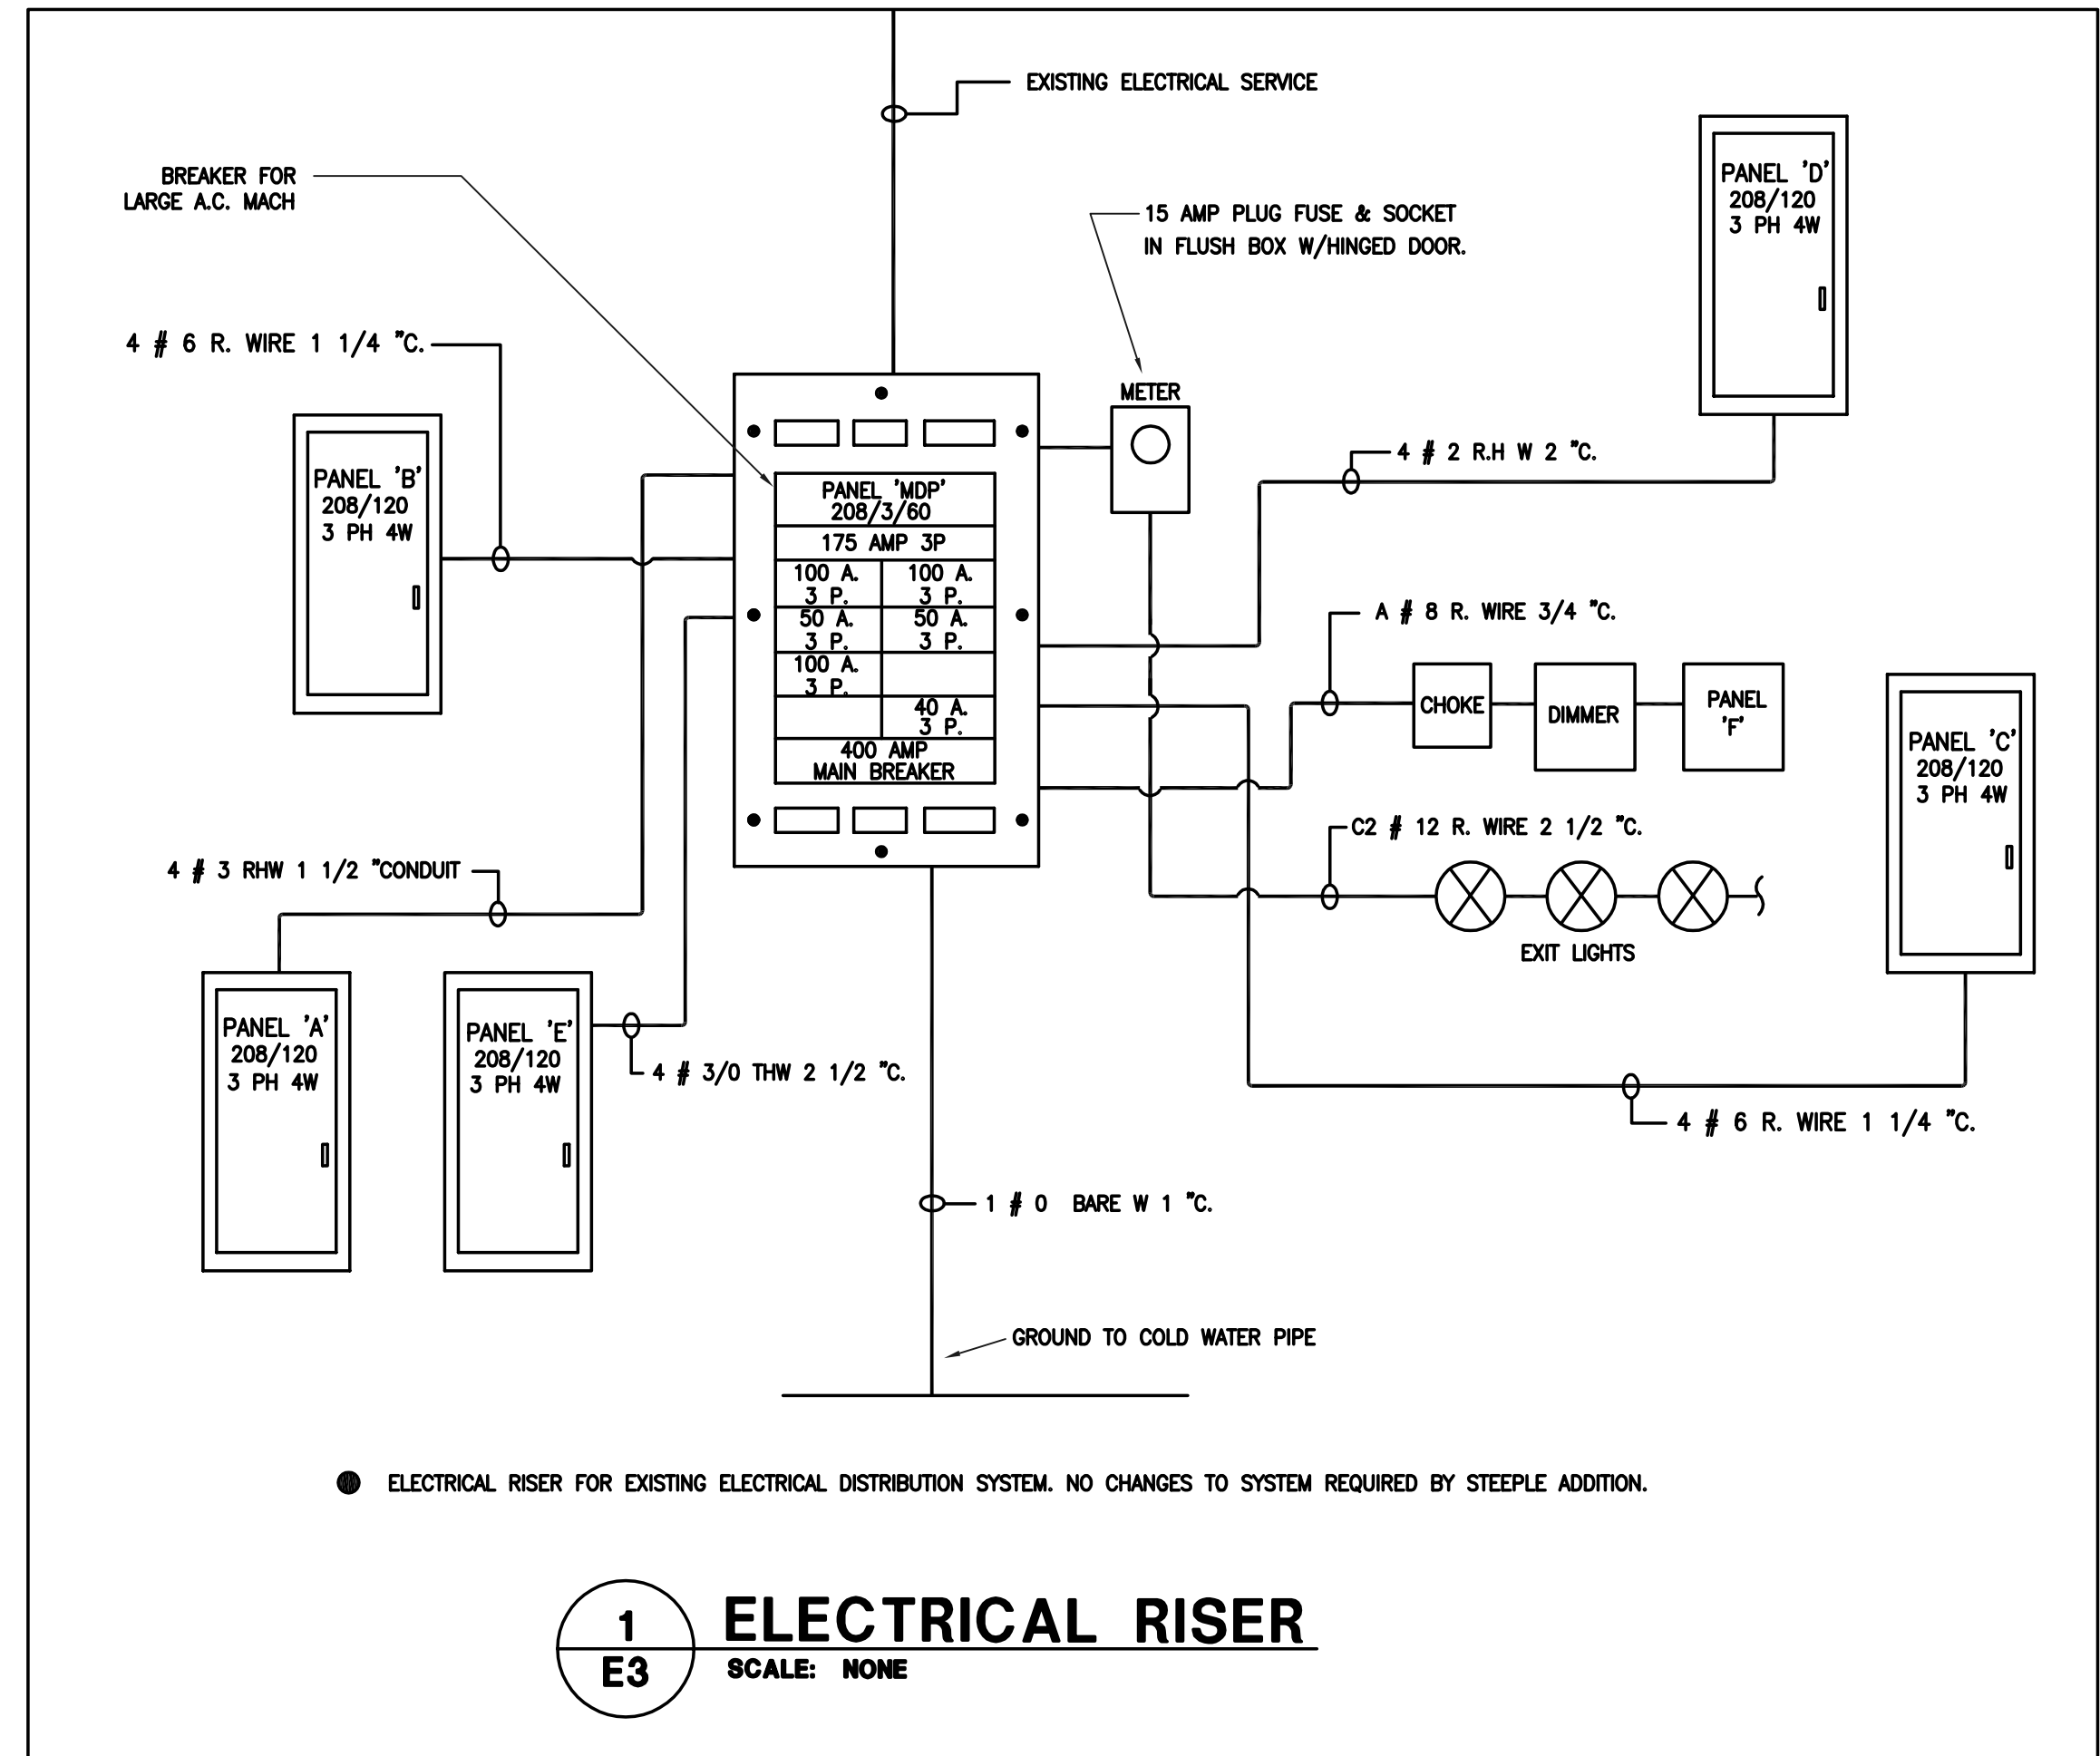 EXISTING ELECTRICAL SERVICE
BREAKER FOR
LARGE A.C. MACH
15 AMP PLUG FUSE & SOCKET
IN FLUSH BOX W/HINGED DOOR.
PANEL 'D'
208/120
3 PH 4W
4 # 6 R. WIRE 1 1/4 "C.
METER
4 # 2 R.H W 2 "C.
PANEL 'B'
208/120
3 PH 4W
PANEL 'MDP'
208/3/60
175 AMP 3P
100 A. 100 A.
3 P. 3 P.
50 A. 50 A.
3 P. 3 P.
100 A.
3 P.
40 A.
3 P.
400 AMP
MAIN BREAKER
A # 8 R. WIRE 3/4 "C.
CHOKE
DIMMER
PANEL
'F'
PANEL 'C'
208/120
3 PH 4W
C2 # 12 R. WIRE 2 1/2 "C.
EXIT LIGHTS
4 # 3 RHW 1 1/2 "CONDUIT
PANEL 'A'
208/120
3 PH 4W
PANEL 'E'
208/120
3 PH 4W
4 # 3/0 THW 2 1/2 "C.
4 # 6 R. WIRE 1 1/4 "C.
1 # 0 BARE W 1 "C.
GROUND TO COLD WATER PIPE
ELECTRICAL RISER FOR EXISTING ELECTRICAL DISTRIBUTION SYSTEM. NO CHANGES TO SYSTEM REQUIRED BY STEEPLE ADDITION.
1
E3
ELECTRICAL RISER
SCALE: NONE